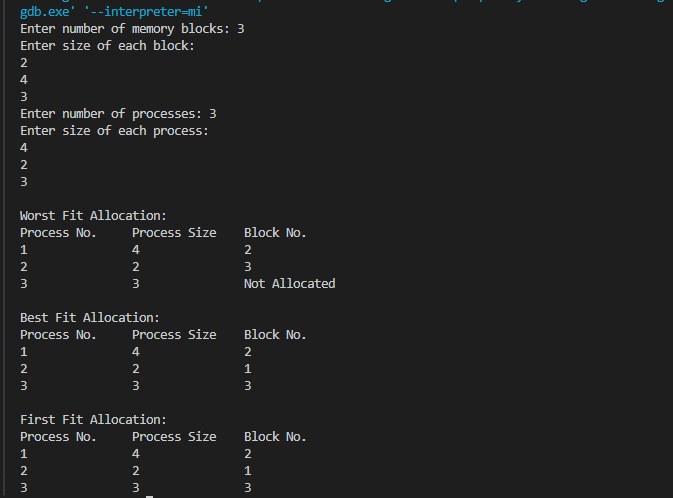 gdb.exe' '--interpreter=mi'
Enter number of memory blocks: 3
Enter size of each block:
2
4
3
Enter number of processes: 3
Enter size of each process:
4
2
3
Worst Fit Allocation:
Process No. Process Size Block No.
1 4 2
2 2 3
3 3 Not Allocated
Best Fit Allocation:
Process No. Process Size Block No.
1 4 2
2 2 1
3 3 3
First Fit Allocation:
Process No. Process Size Block No.
1 4 2
2 2 1
3 3 3